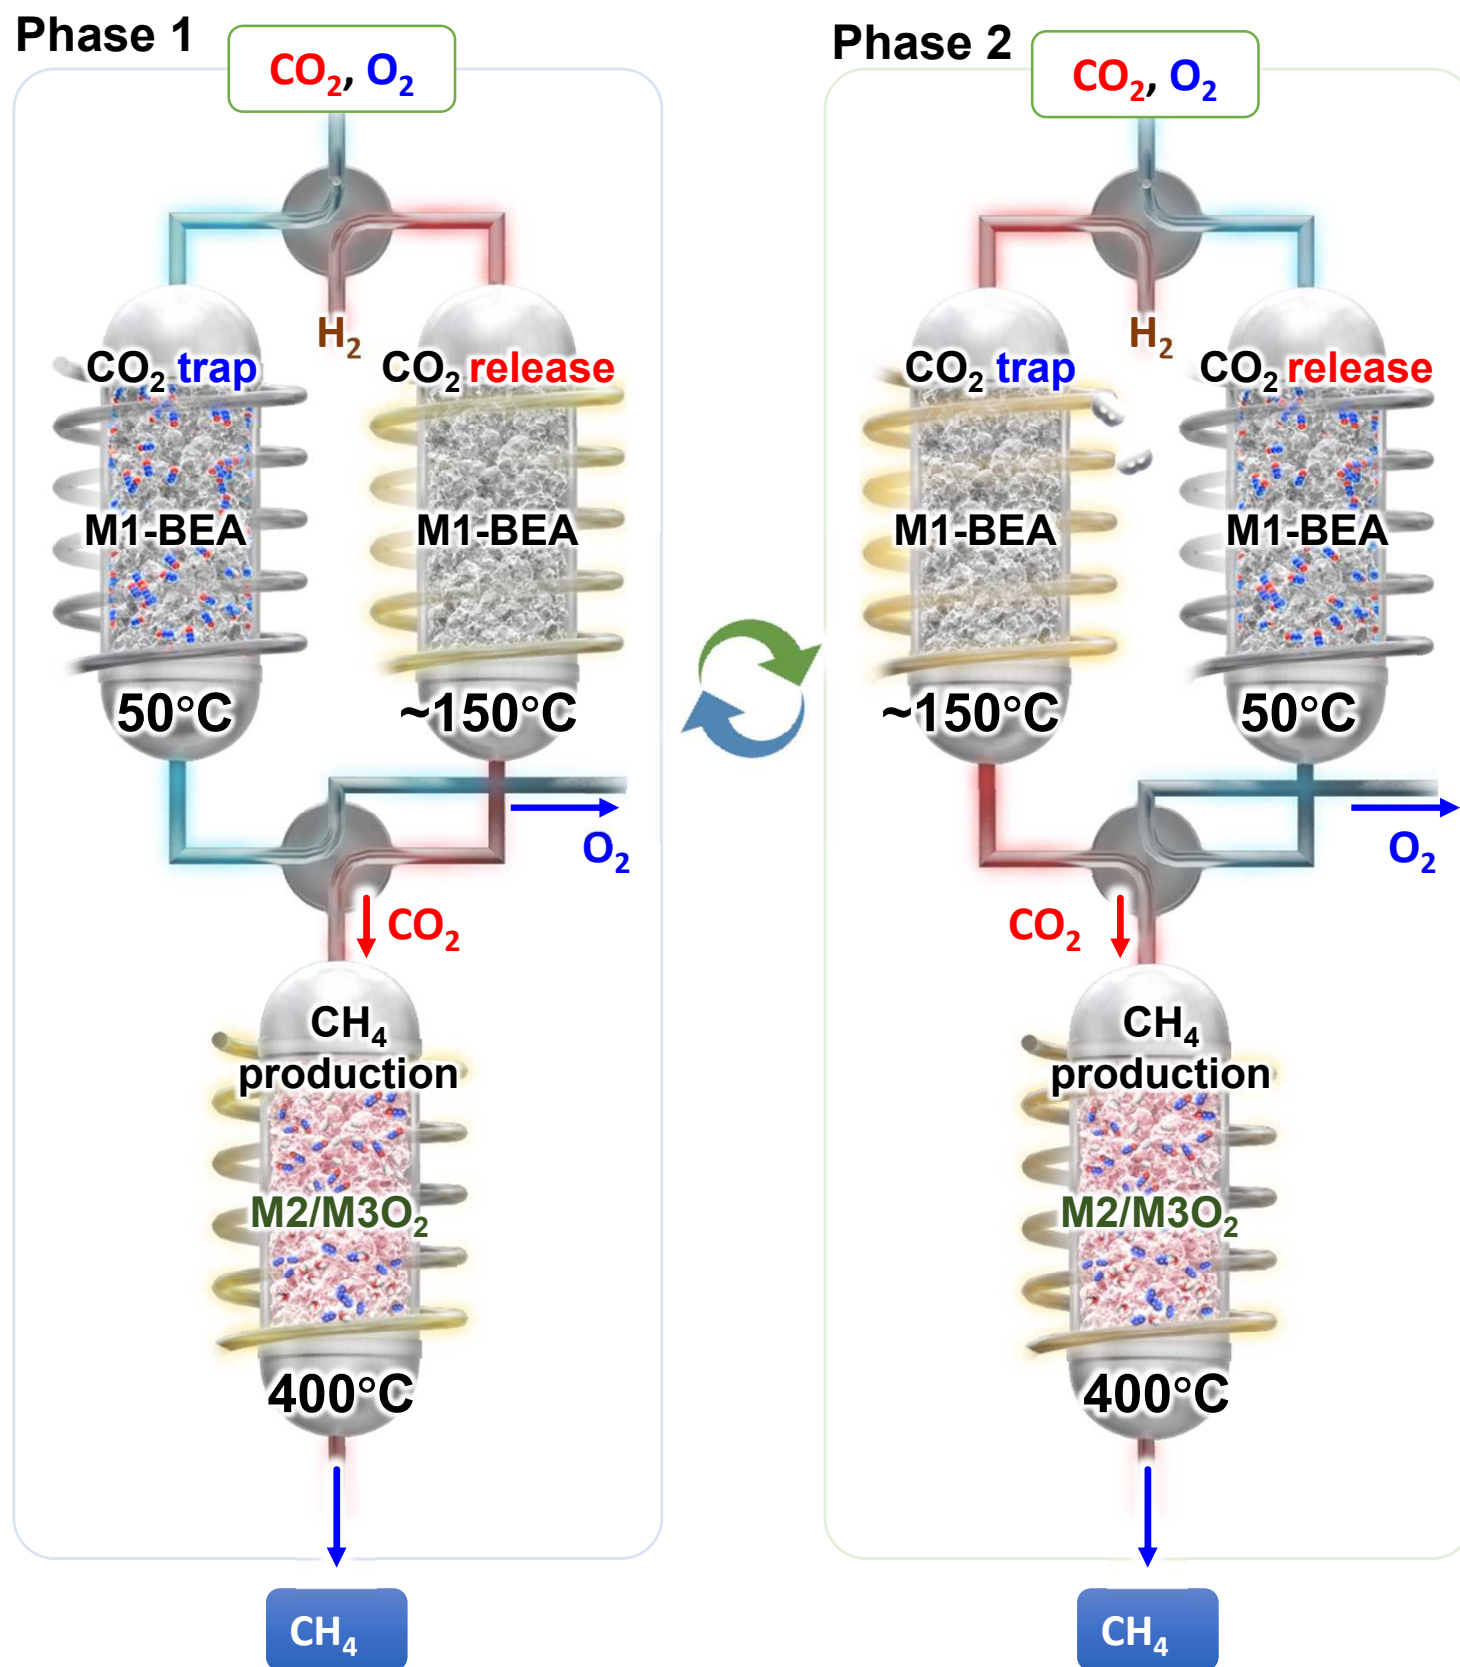 Phase 1
CO₂, O₂
H₂
CO₂ trap
CO₂ release
M1-BEA
M1-BEA
50°C
~150°C
O₂
CO₂
CH₄
production
M2/M3O₂
400°C
CH₄
Phase 2
CO₂, O₂
H₂
CO₂ trap
CO₂ release
M1-BEA
M1-BEA
~150°C
50°C
O₂
CO₂
CH₄
production
M2/M3O₂
400°C
CH₄